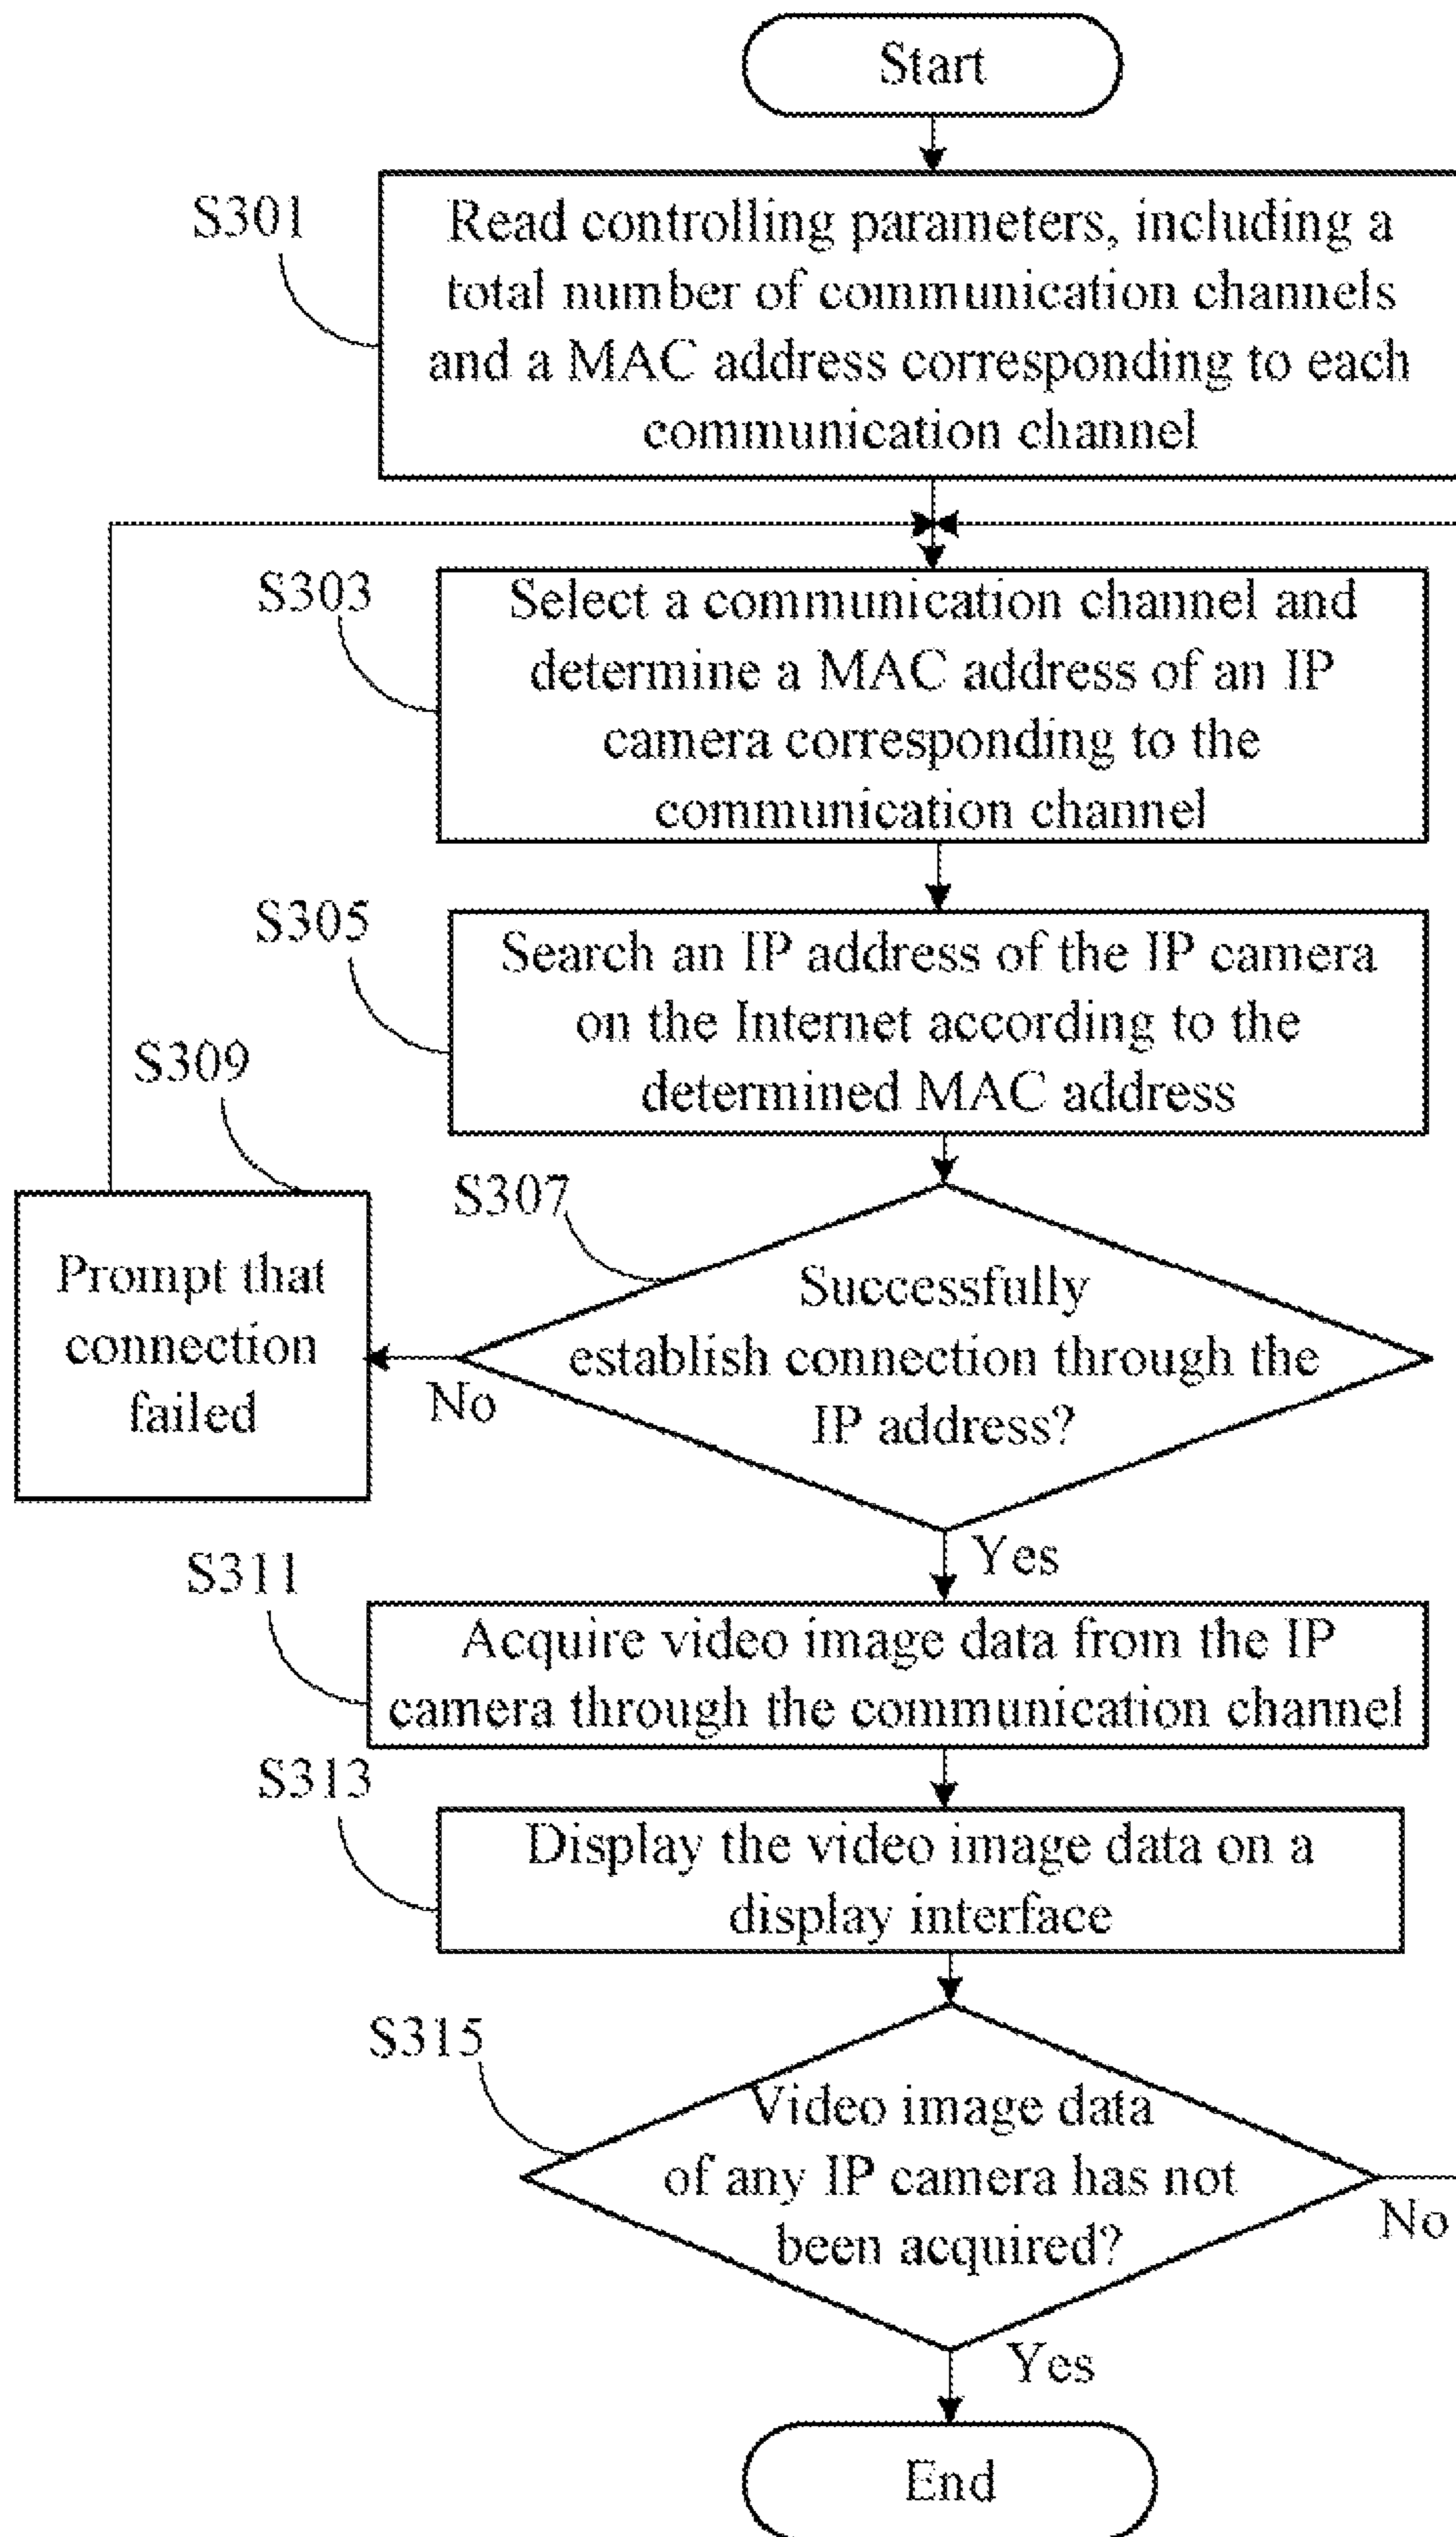 Start
S301
Read controlling parameters, including a
total number of communication channels
and a MAC address corresponding to each
communication channel
S303
Select a communication channel and
determine a MAC address of an IP
camera corresponding to the
communication channel
S305
Search an IP address of the IP camera
on the Internet according to the
determined MAC address
S309
Prompt that
connection
failed
S307
Successfully
establish connection through the
IP address?
No
Yes
S311
Acquire video image data from the IP
camera through the communication channel
S313
Display the video image data on a
display interface
S315
Video image data
of any IP camera has not
been acquired?
No
Yes
End